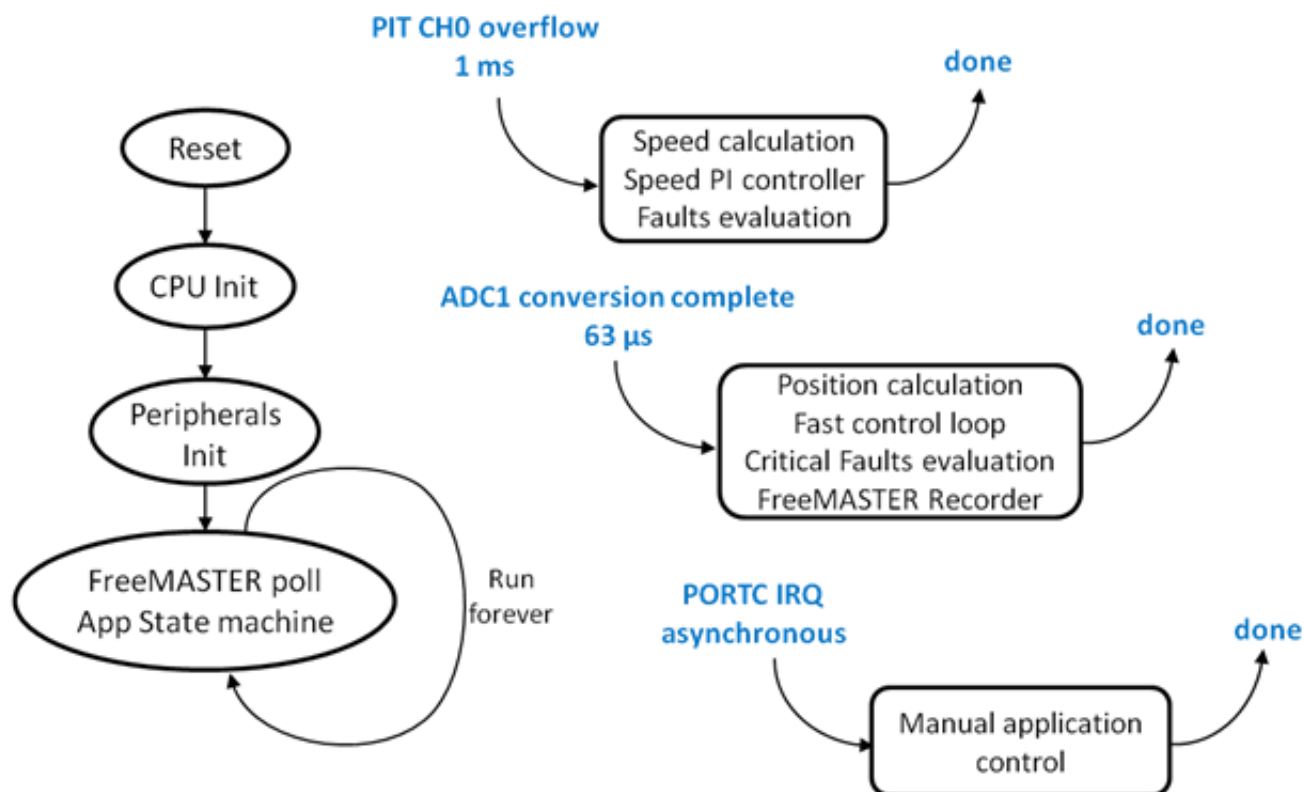 Reset
CPU Init
Peripherals
Init
FreeMASTER poll
App State machine
Run
forever
PIT CH0 overflow
1 ms
Speed calculation
Speed PI controller
Faults evaluation
done
ADC1 conversion complete
63 µs
Position calculation
Fast control loop
Critical Faults evaluation
FreeMASTER Recorder
done
PORTC IRQ
asynchronous
Manual application
control
done